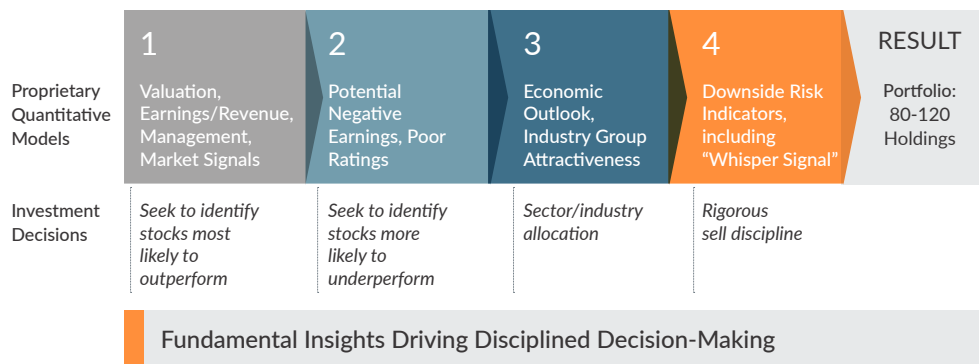 1
2
3
4
RESULT
Proprietary
Quantitative
Models
Valuation,
Earnings/Revenue,
Management,
Market Signals
Potential
Negative
Earnings, Poor
Ratings
Economic
Outlook,
Industry Group
Attractiveness
Downside Risk
Indicators,
including
“Whisper Signal”
Portfolio:
80-120
Holdings
Investment
Decisions
Seek to identify
stocks most
likely to
outperform
Seek to identify
stocks more
likely to
underperform
Sector/industry
allocation
Rigorous
sell discipline
Fundamental Insights Driving Disciplined Decision-Making